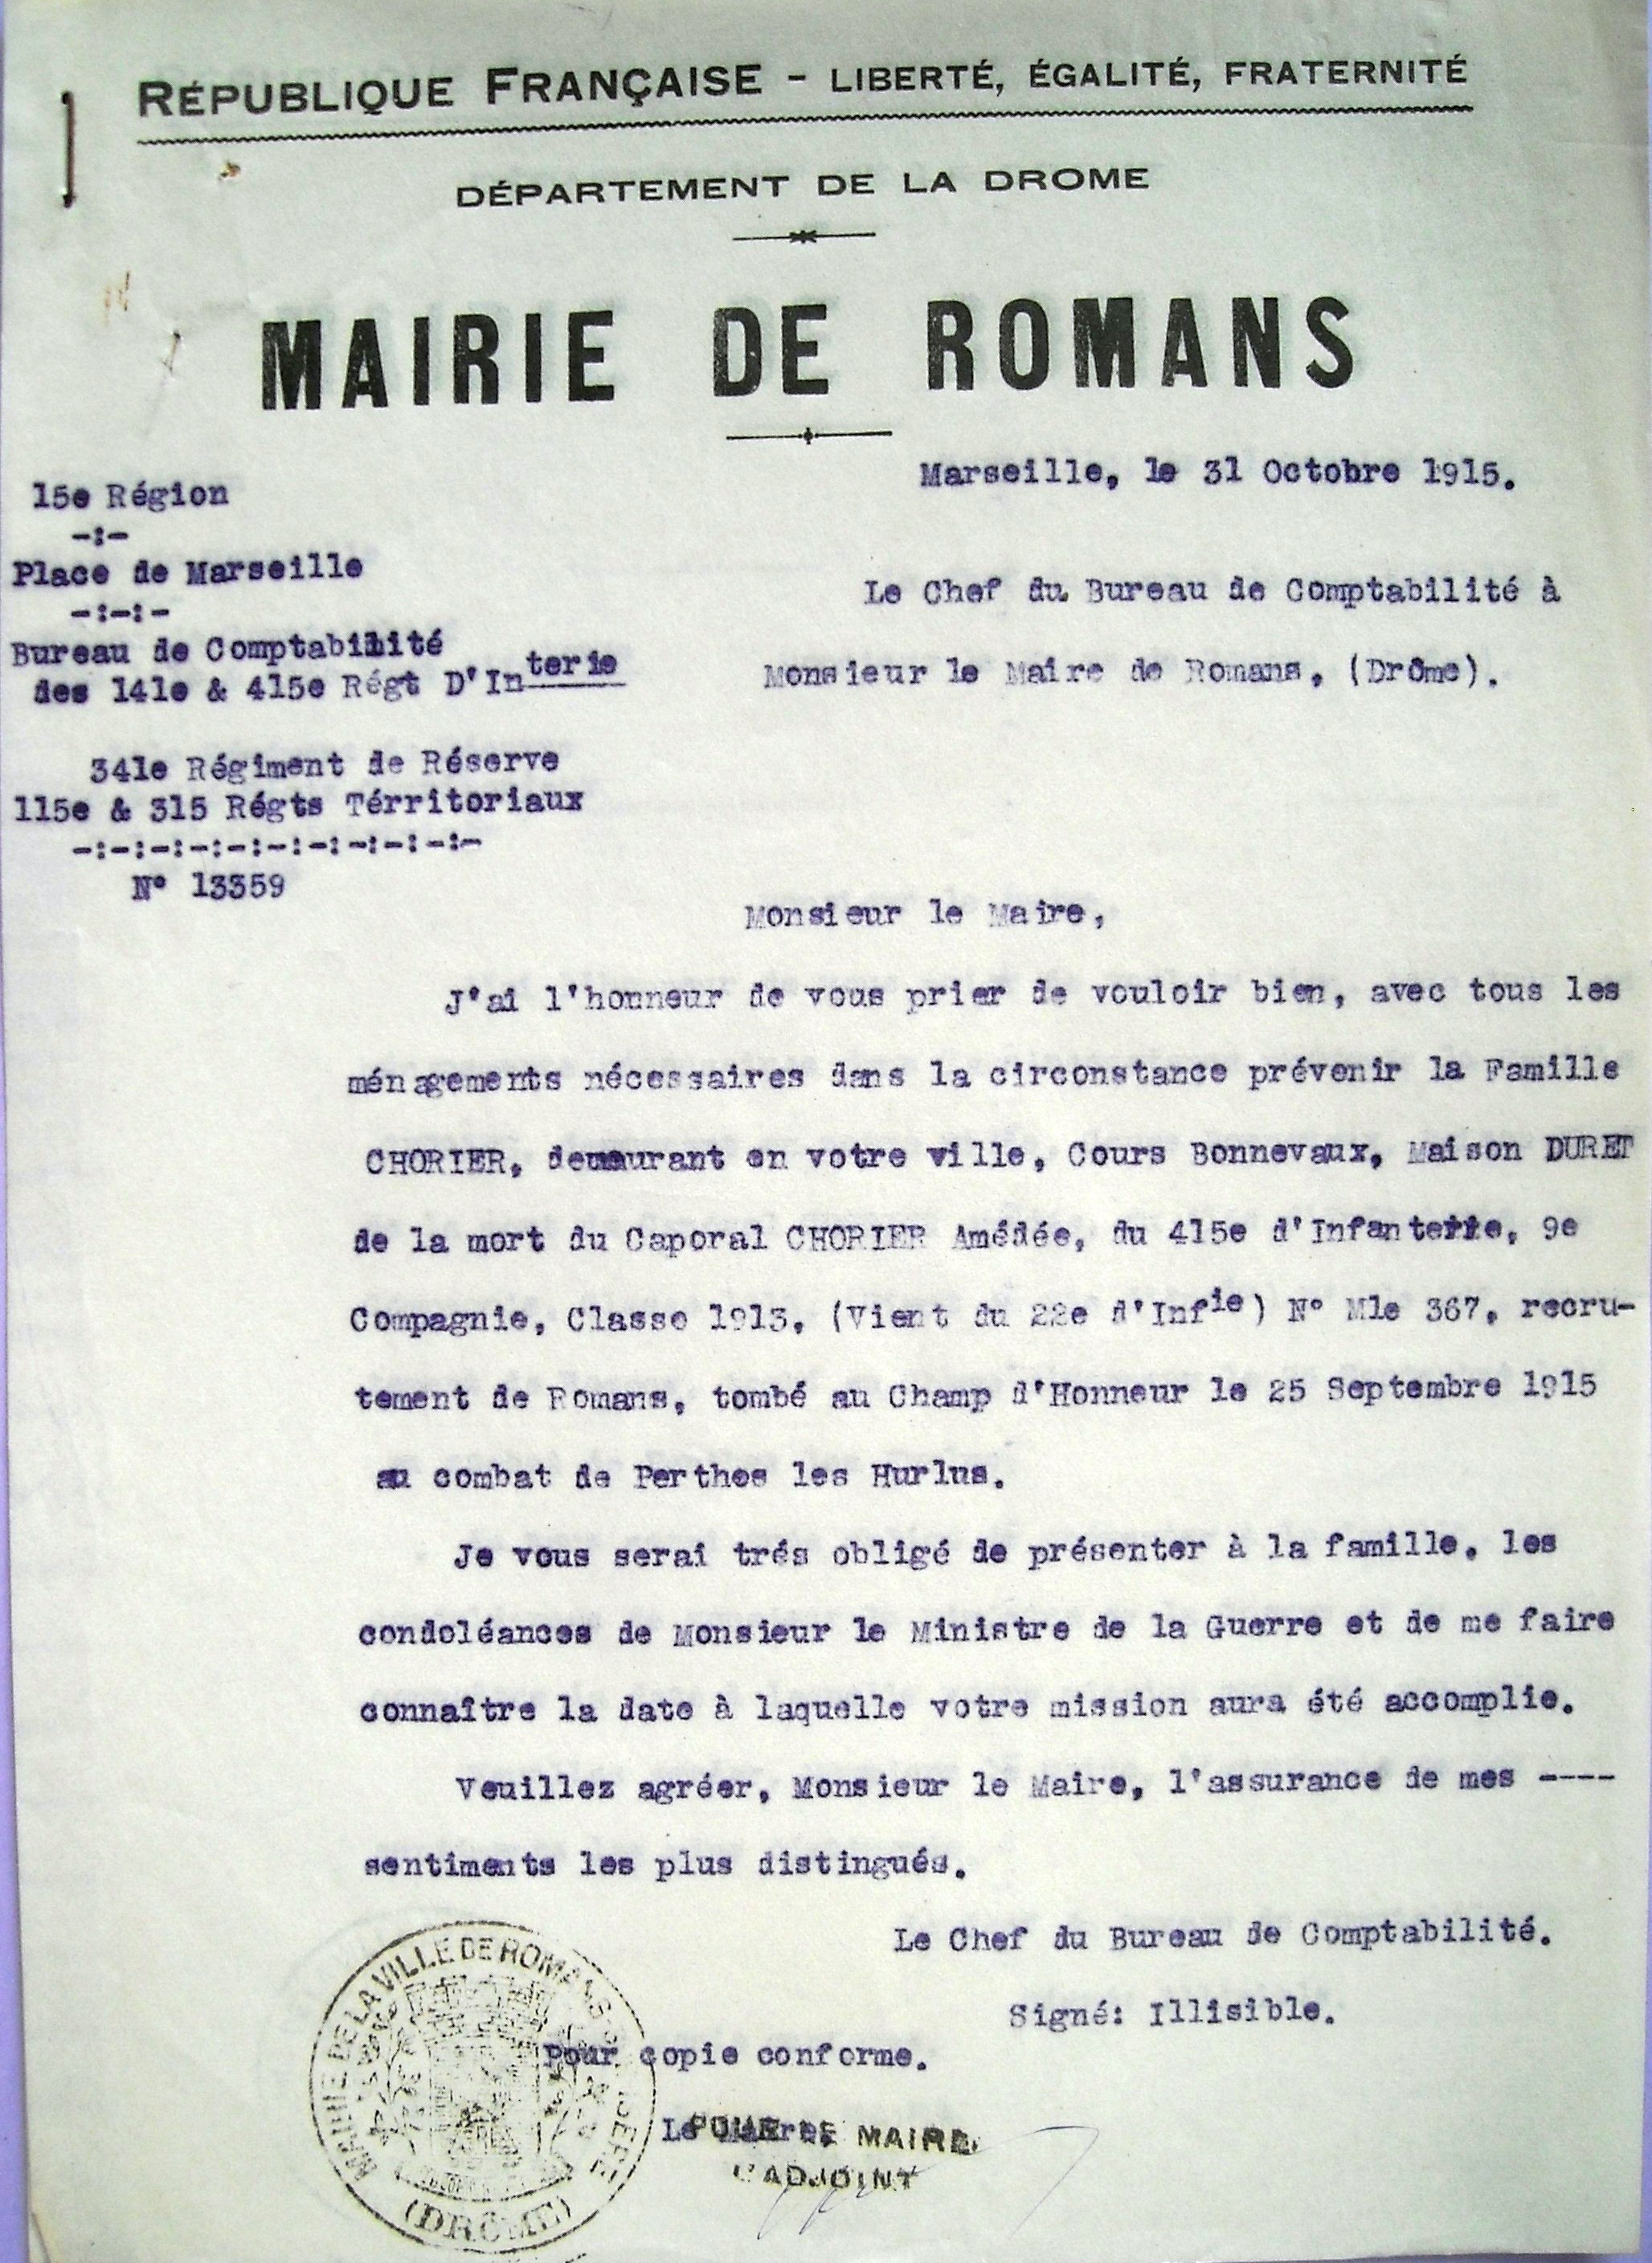 RÉPUBLIQUE FRANÇAISE - LIBERTÉ, ÉGALITÉ, FRATERNITÉ
DÉPARTEMENT DE LA DROME
MAIRIE DE ROMANS
Marseille, le 31 Octobre 1915.
15e Région
-:-
Place de Marseille
-:-:-
Bureau de Comptabilité
des 141e & 415e Régt D'Interie
341e Régiment de Réserve
115e & 315 Régts Térritoriaux
-:-:-:-:-:-:-:-:-:-:-
N° 13359
Le Chef du Bureau de Comptabilité à
Monsieur le Maire de Romans, (Drôme).
Monsieur le Maire,
J'ai l'honneur de vous prier de vouloir bien, avec tous les
ménagements nécessaires dans la circonstance prévenir la Famille
CHORIER, demeurant en votre ville, Cours Bonnevaux, Maison DURET
de la mort du Caporal CHORIER Amédée, du 415e d'Infanterie, 9e
Compagnie, Classe 1913, (Vient du 22e d'Infie) N° Mle 367, recru-
tement de Romans, tombé au Champ d'Honneur le 25 Septembre 1915
au combat de Perthes les Hurlus.
Je vous serai trés obligé de présenter à la famille, les
condoléances de Monsieur le Ministre de la Guerre et de me faire
connaître la date à laquelle votre mission aura été accomplie.
Veuillez agréer, Monsieur le Maire, l'assurance de mes ----
sentiments les plus distingués.
Le Chef du Bureau de Comptabilité.
Signé: Illisible.
Pour copie conforme.
Le Maire,
POUR LE MAIRE
L'ADJOINT
MAIRIE DE LA VILLE DE ROMANS-S-ISÈRE
(DRÔME)